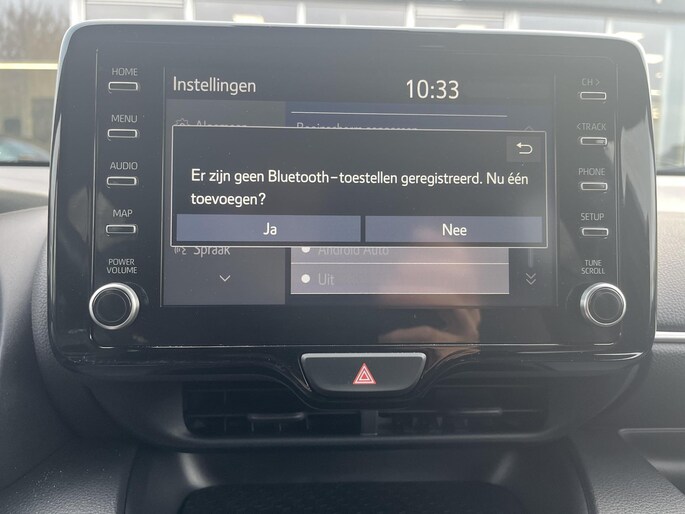 HOME
MENU
AUDIO
MAP
POWER
VOLUME
Instellingen
10:33
Er zijn geen Bluetooth-toestellen geregistreerd. Nu één
toevoegen?
Ja
Nee
Spraak
Android Auto
Uit
CH >
< TRACK
PHONE
SETUP
TUNE
SCROLL